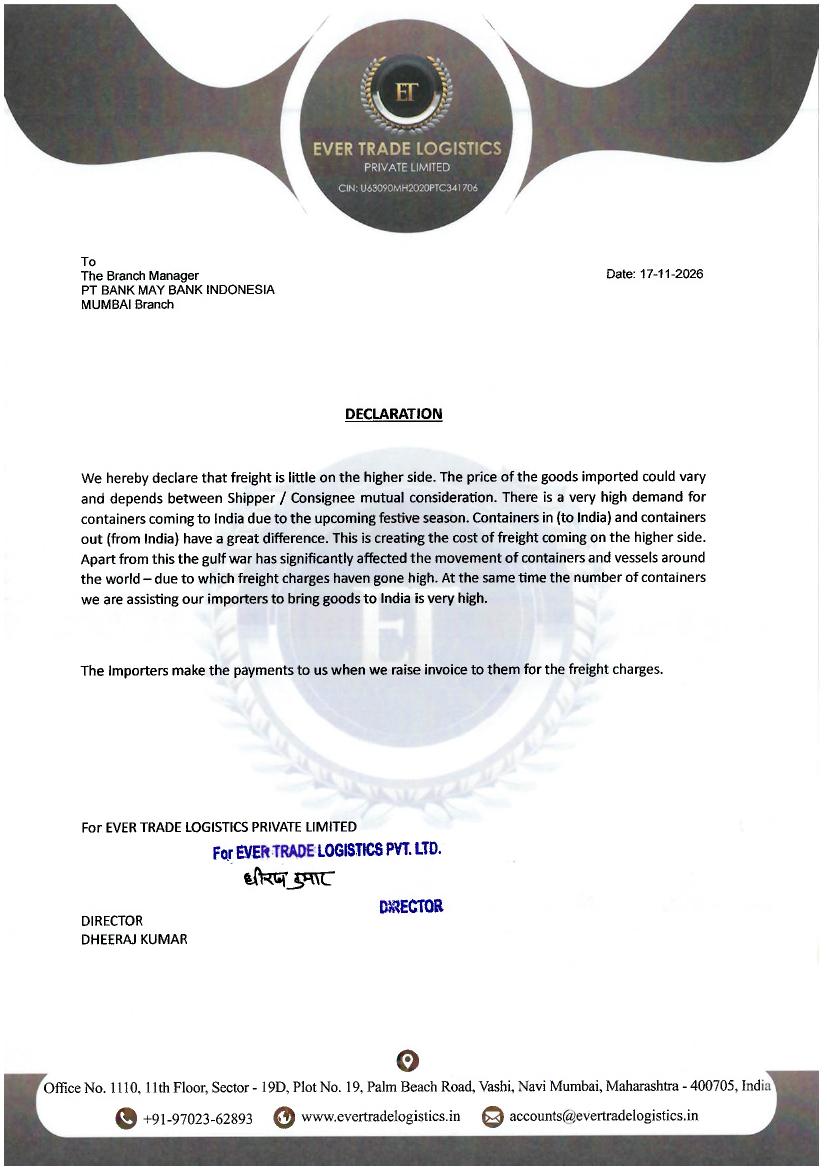 ET
EVER TRADE LOGISTICS
PRIVATE LIMITED
CIN: U63090MH2020PTC341706
To
The Branch Manager
Date: 17-11-2026
PT BANK MAY BANK INDONESIA
MUMBAI Branch
DECLARATION
We hereby declare that freight is little on the higher side. The price of the goods imported could vary
and depends between Shipper / Consignee mutual consideration. There is a very high demand for
containers coming to India due to the upcoming festive season. Containers in (to India) and containers
out (from India) have a great difference. This is creating the cost of freight coming on the higher side.
Apart from this the gulf war has significantly affected the movement of containers and vessels around
the world – due to which freight charges haven gone high. At the same time the number of containers
we are assisting our importers to bring goods to India is very high.
The Importers make the payments to us when we raise invoice to them for the freight charges.
For EVER TRADE LOGISTICS PRIVATE LIMITED
For EVER TRADE LOGISTICS PVT. LTD.
धीरज कुमार
DIRECTOR
DIRECTOR
DHEERAJ KUMAR
Office No. 1110, 11th Floor, Sector - 19D, Plot No. 19, Palm Beach Road, Vashi, Navi Mumbai, Maharashtra - 400705, India
+91-97023-62893 www.evertradelogistics.in accounts@evertradelogistics.in